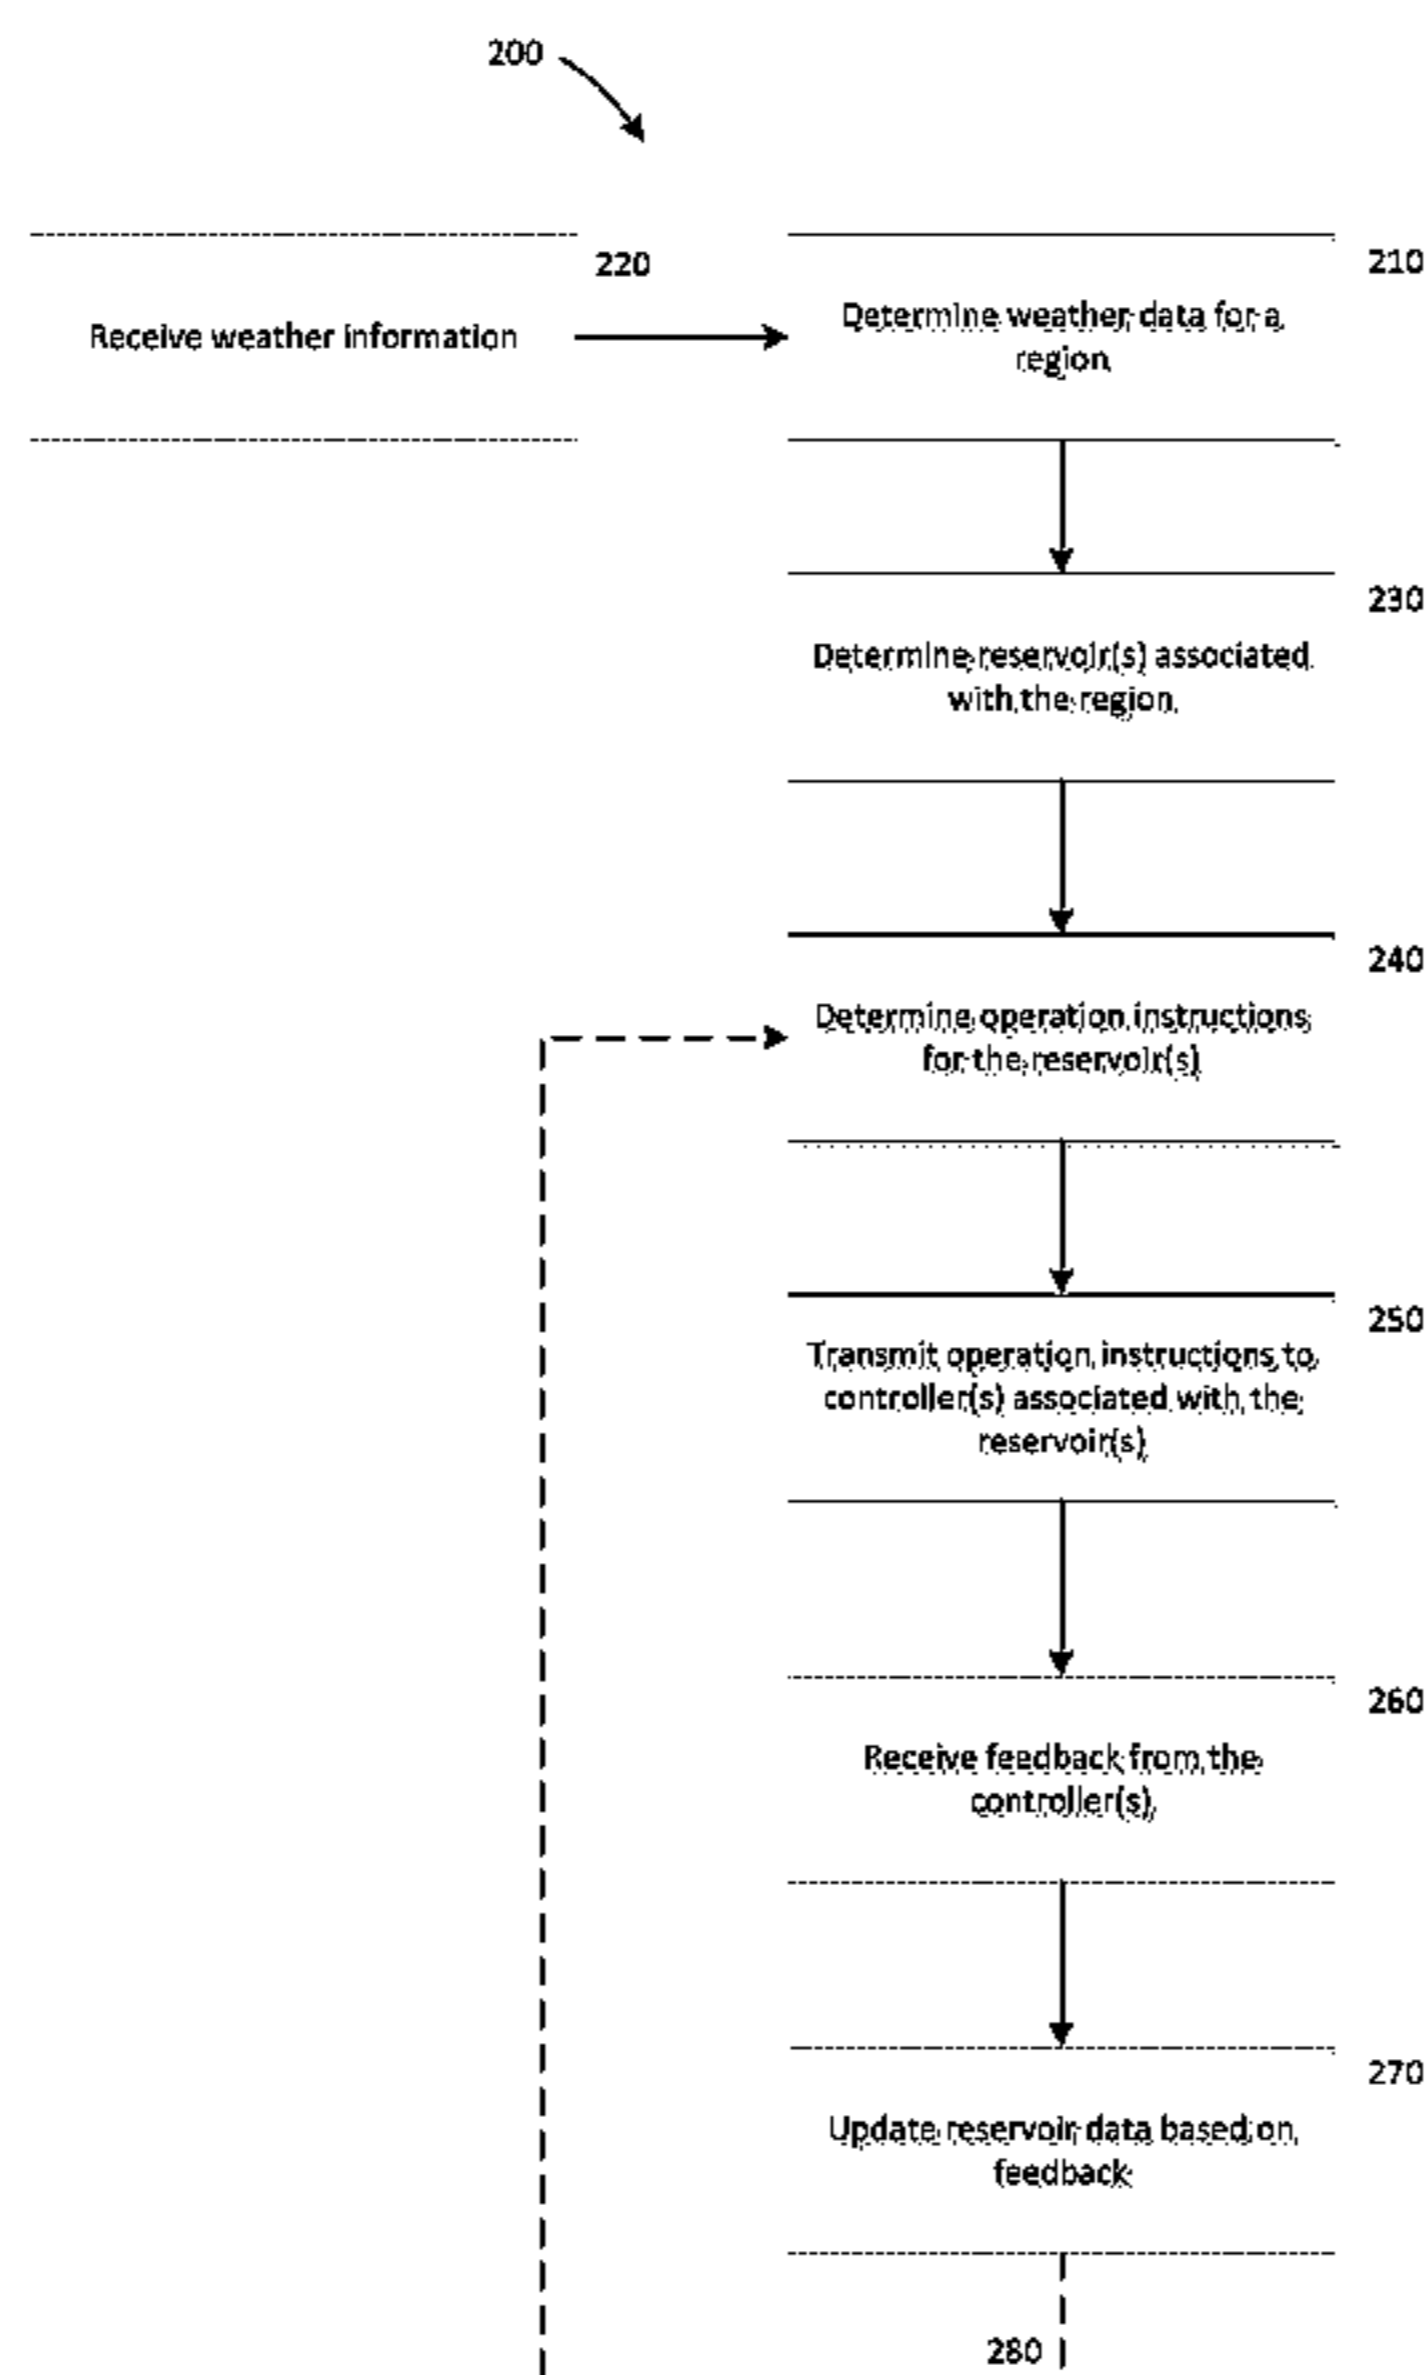 200
220
Receive weather information
210
Determine weather data for a
region
230
Determine reservoir(s) associated
with the region
240
Determine operation instructions
for the reservoir(s)
250
Transmit operation instructions to
controller(s) associated with the
reservoir(s)
260
Receive feedback from the
controller(s)
270
Update reservoir data based on
feedback
280